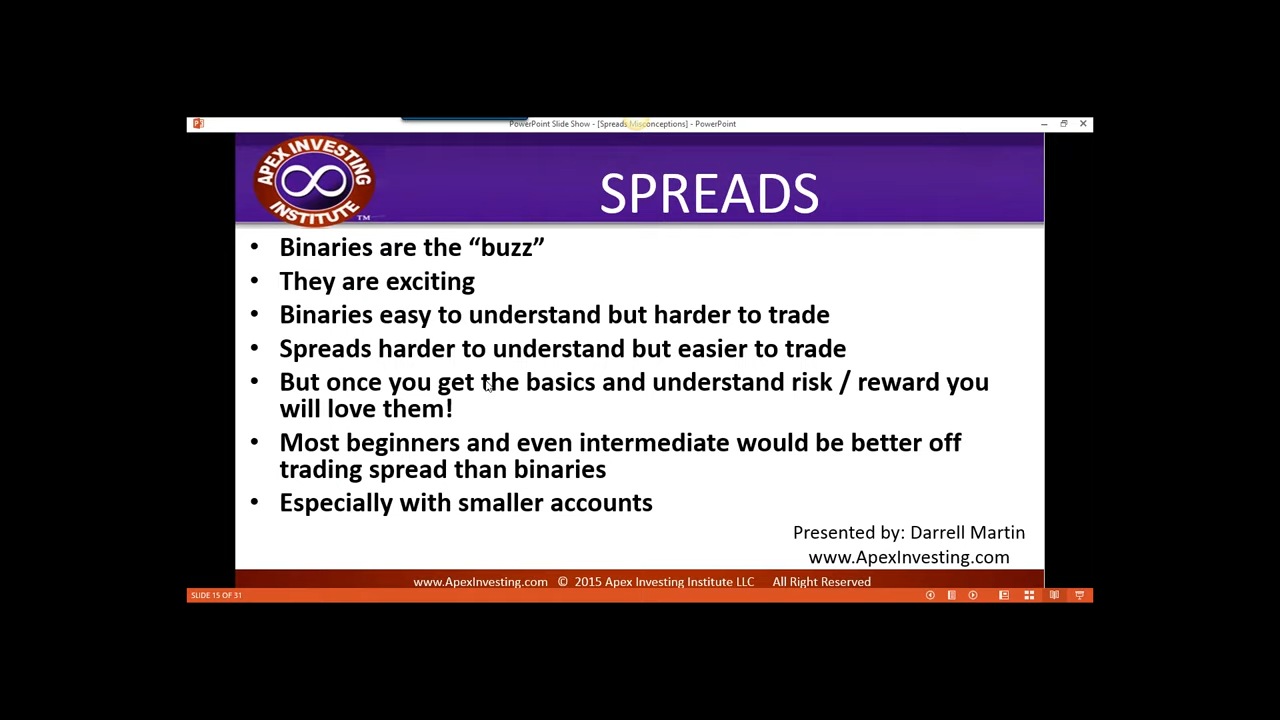 PowerPoint Slide Show - [Spreads Misconceptions] - PowerPoint
APEX INVESTING
INSTITUTE
TM
SPREADS
• Binaries are the “buzz”
• They are exciting
• Binaries easy to understand but harder to trade
• Spreads harder to understand but easier to trade
• But once you get the basics and understand risk / reward you
will love them!
• Most beginners and even intermediate would be better off
trading spread than binaries
• Especially with smaller accounts
Presented by: Darrell Martin
www.ApexInvesting.com
www.ApexInvesting.com © 2015 Apex Investing Institute LLC All Right Reserved
SLIDE 15 OF 31